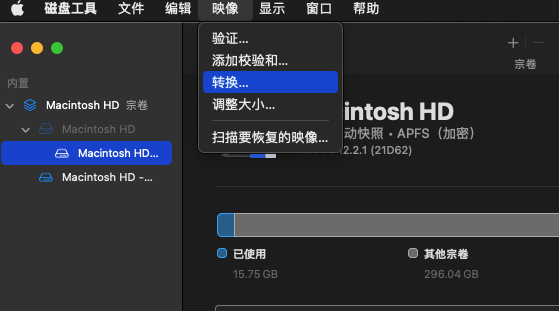 磁盘工具 文件 编辑 映像 显示 窗口 帮助
验证...
添加校验和...
转换...
调整大小...
扫描要恢复的映像...
宗卷
内置
Macintosh HD 宗卷
Macintosh HD
Macintosh HD...
Macintosh HD -...
ntosh HD
动快照 • APFS（加密）
2.2.1 (21D62)
已使用
15.75 GB
其他宗卷
296.04 GB